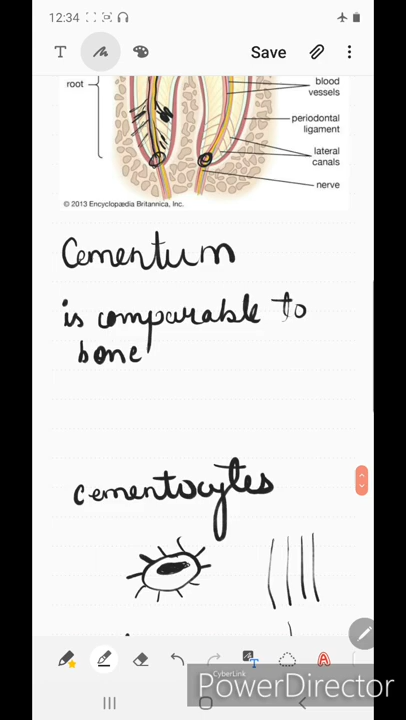 12:34
T
Save
root
blood
vessels
periodontal
ligament
lateral
canals
nerve
© 2013 Encyclopædia Britannica, Inc.
Cementum
is comparable to
bone
cementocytes
T
A
CyberLink
PowerDirector